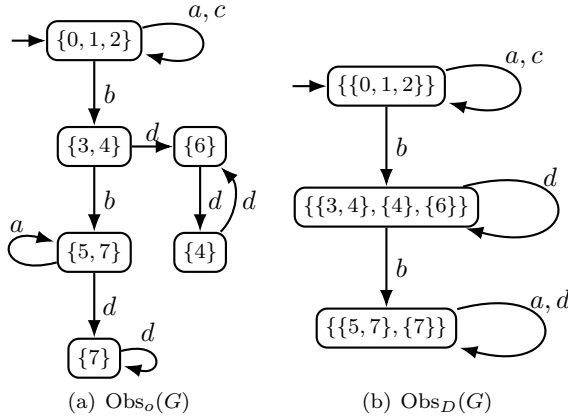 {0, 1, 2}
a, c
b
{3, 4}
d
{6}
b
d
d
a
{5, 7}
{4}
d
{7}
d
(a) Obs_o(G)
{{0, 1, 2}}
a, c
b
{{3, 4}, {4}, {6}}
d
b
{{5, 7}, {7}}
a, d
(b) Obs_D(G)